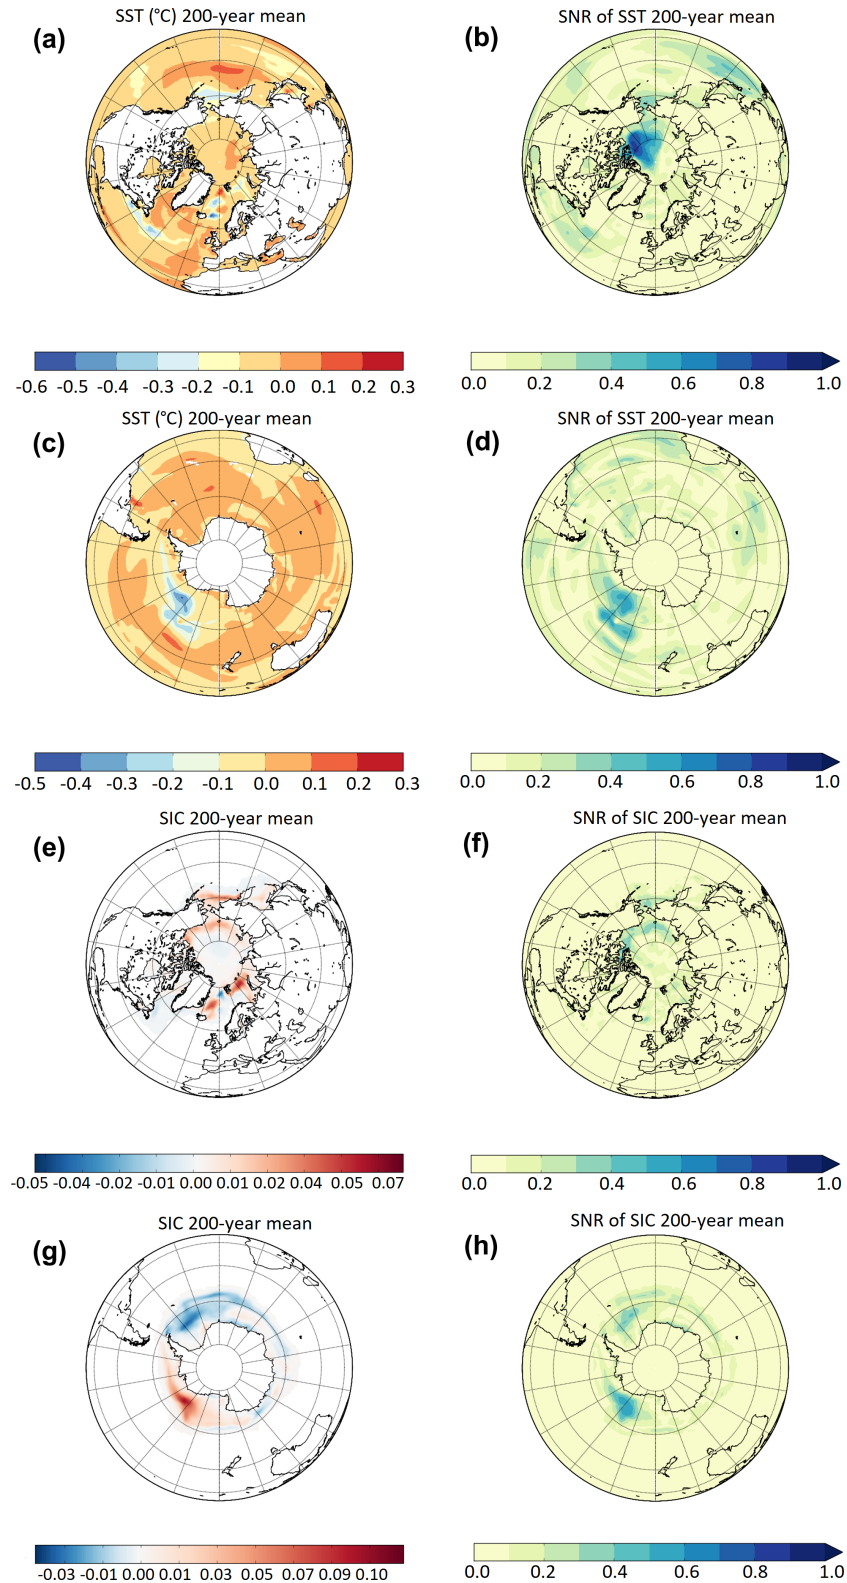 SST (°C) 200-year mean
SNR of SST 200-year mean
(a)
(b)
-0.6 -0.5 -0.4 -0.3 -0.2 -0.1 0.0 0.1 0.2 0.3
0.0 0.2 0.4 0.6 0.8 1.0
SST (°C) 200-year mean
SNR of SST 200-year mean
(c)
(d)
-0.5 -0.4 -0.3 -0.2 -0.1 0.0 0.1 0.2 0.3
0.0 0.2 0.4 0.6 0.8 1.0
SIC 200-year mean
SNR of SIC 200-year mean
(e)
(f)
-0.05 -0.04 -0.02 -0.01 0.00 0.01 0.02 0.04 0.05 0.07
0.0 0.2 0.4 0.6 0.8 1.0
SIC 200-year mean
SNR of SIC 200-year mean
(g)
(h)
-0.03 -0.01 0.00 0.01 0.03 0.05 0.07 0.09 0.10
0.0 0.2 0.4 0.6 0.8 1.0